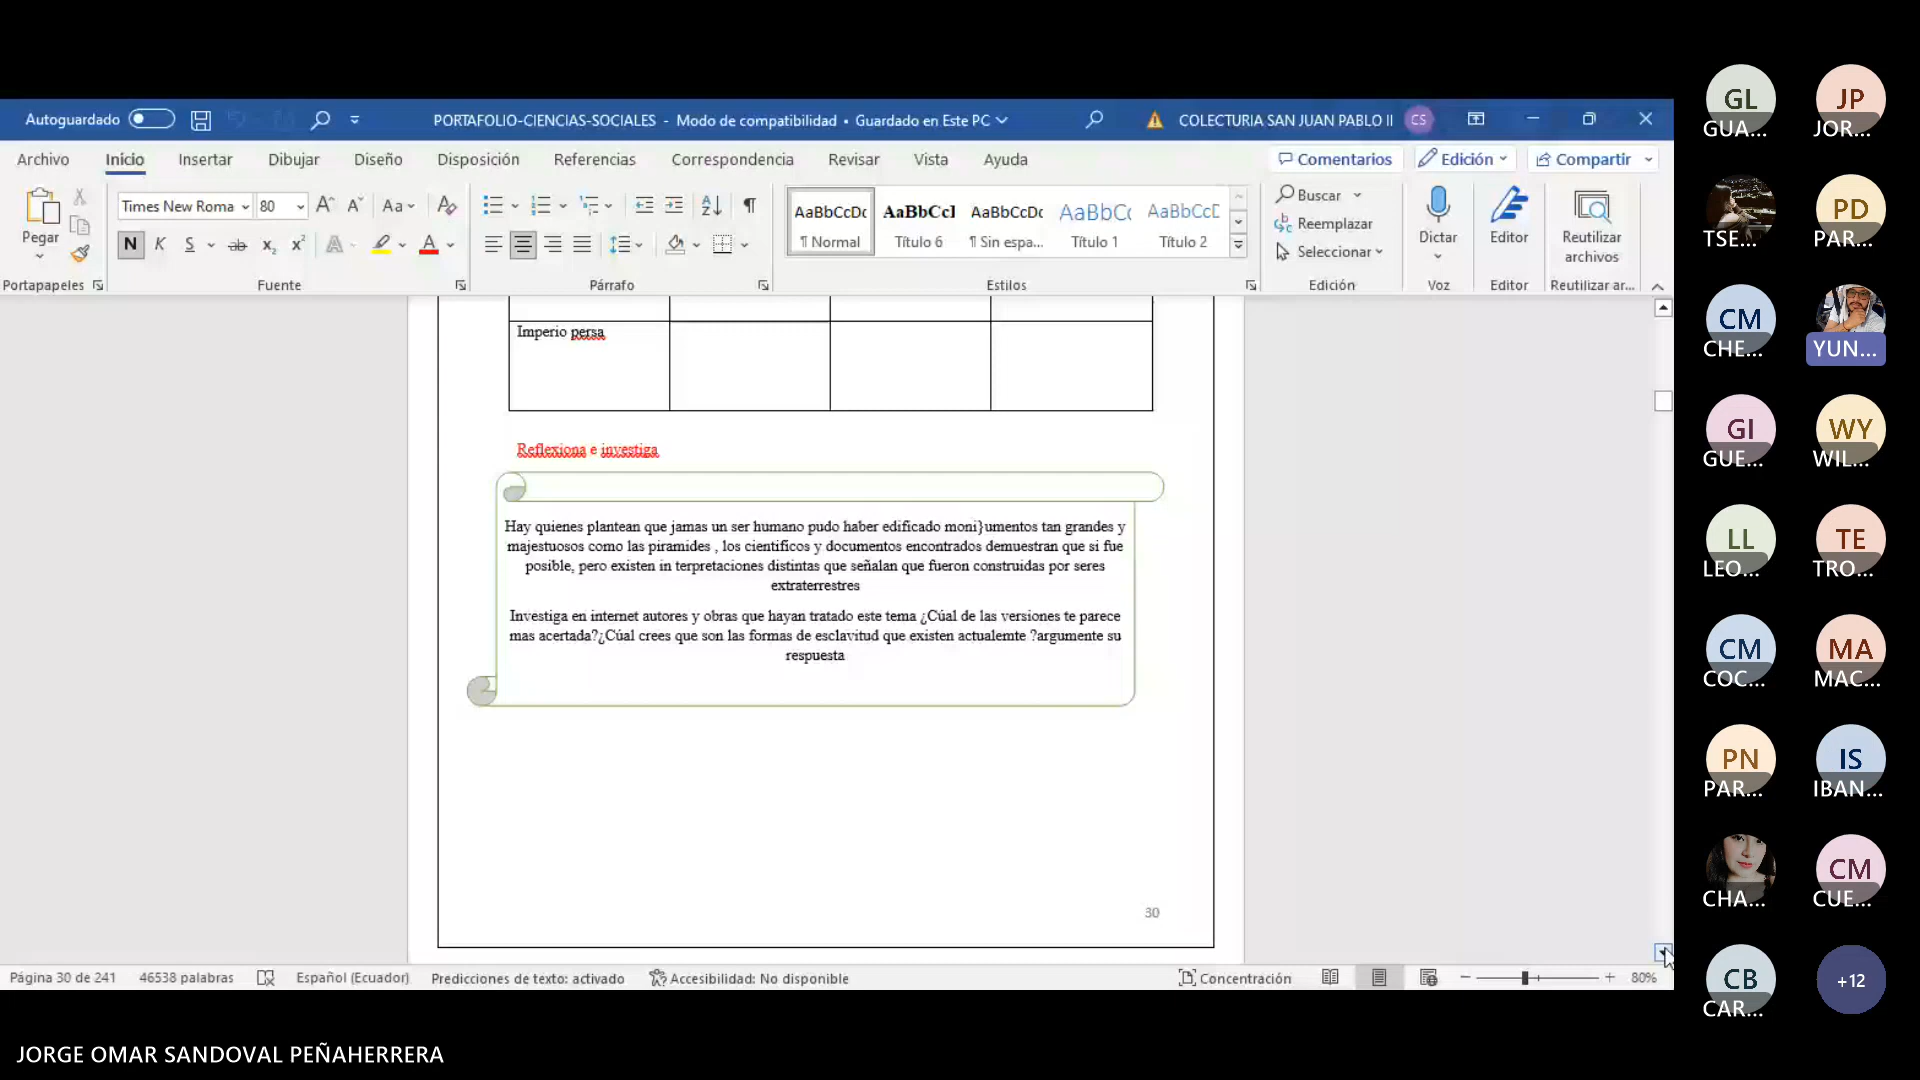 Autoguardado
PORTAFOLIO-CIENCIAS-SOCIALES - Modo de compatibilidad • Guardado en Este PC
COLECTURIA SAN JUAN PABLO II CS
Archivo Inicio Insertar Dibujar Diseño Disposición Referencias Correspondencia Revisar Vista Ayuda
Comentarios Edición Compartir
Pegar
Portapapeles
Times New Roma 80
A A Aa A
N K S ab x₂ x² A A
Fuente
Párrafo
AaBbCcDc AaBbCcI AaBbCcDc AaBbCc AaBbCcD
¶ Normal Título 6 ¶ Sin espa... Título 1 Título 2
Estilos
Buscar
Reemplazar
Seleccionar
Edición
Dictar
Voz
Editor
Editor
Reutilizar
archivos
Reutilizar ar...
Imperio persa
Reflexiona e investiga
Hay quienes plantean que jamas un ser humano pudo haber edificado moni}umentos tan grandes y
majestuosos como las piramides , los cientificos y documentos encontrados demuestran que si fue
posible, pero existen in terpretaciones distintas que señalan que fueron construidas por seres
extraterrestres
Investiga en internet autores y obras que hayan tratado este tema ¿Cúal de las versiones te parece
mas acertada?¿Cúal crees que son las formas de esclavitud que existen actualemte ?argumente su
respuesta
30
Página 30 de 241 46538 palabras Español (Ecuador) Predicciones de texto: activado Accesibilidad: No disponible
Concentración 80%
GL JP
GUA... JOR...
PD
TSE... PAR...
CM
CHE... YUN...
GI WY
GUE... WIL...
LL TE
LEO... TRO...
CM MA
COC... MAC...
PN IS
PAR... IBAN...
CM
CHA... CUE...
CB +12
CAR...
JORGE OMAR SANDOVAL PEÑAHERRERA